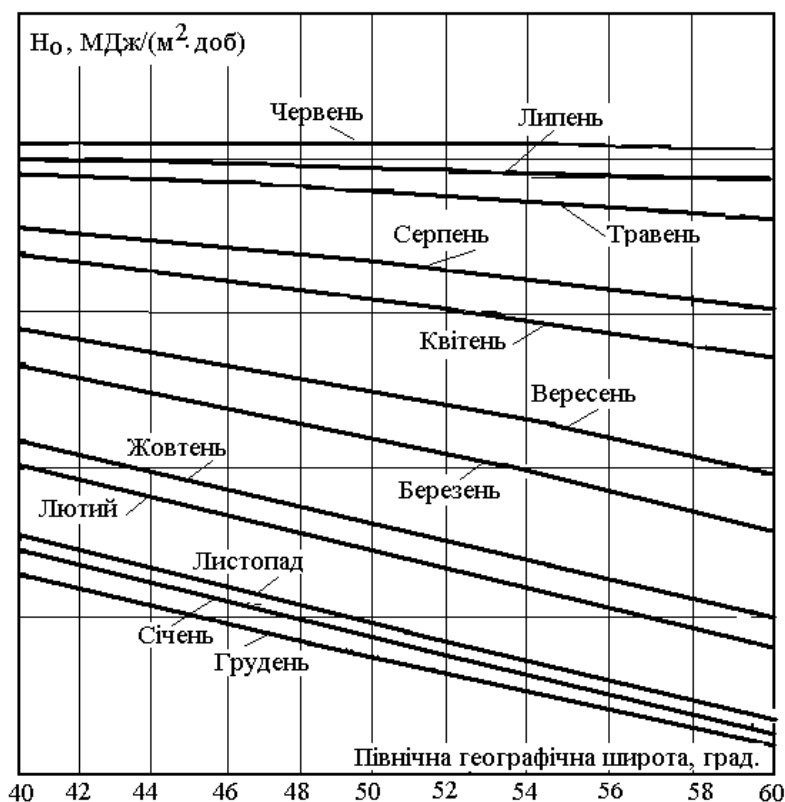 H₀, МДж/(м²·доб)
Червень
Липень
Серпень
Травень
Квітень
Вересень
Жовтень
Березень
Лютий
Листопад
Січень
Грудень
Північна географічна широта, град.
40 42 44 46 48 50 52 54 56 58 60